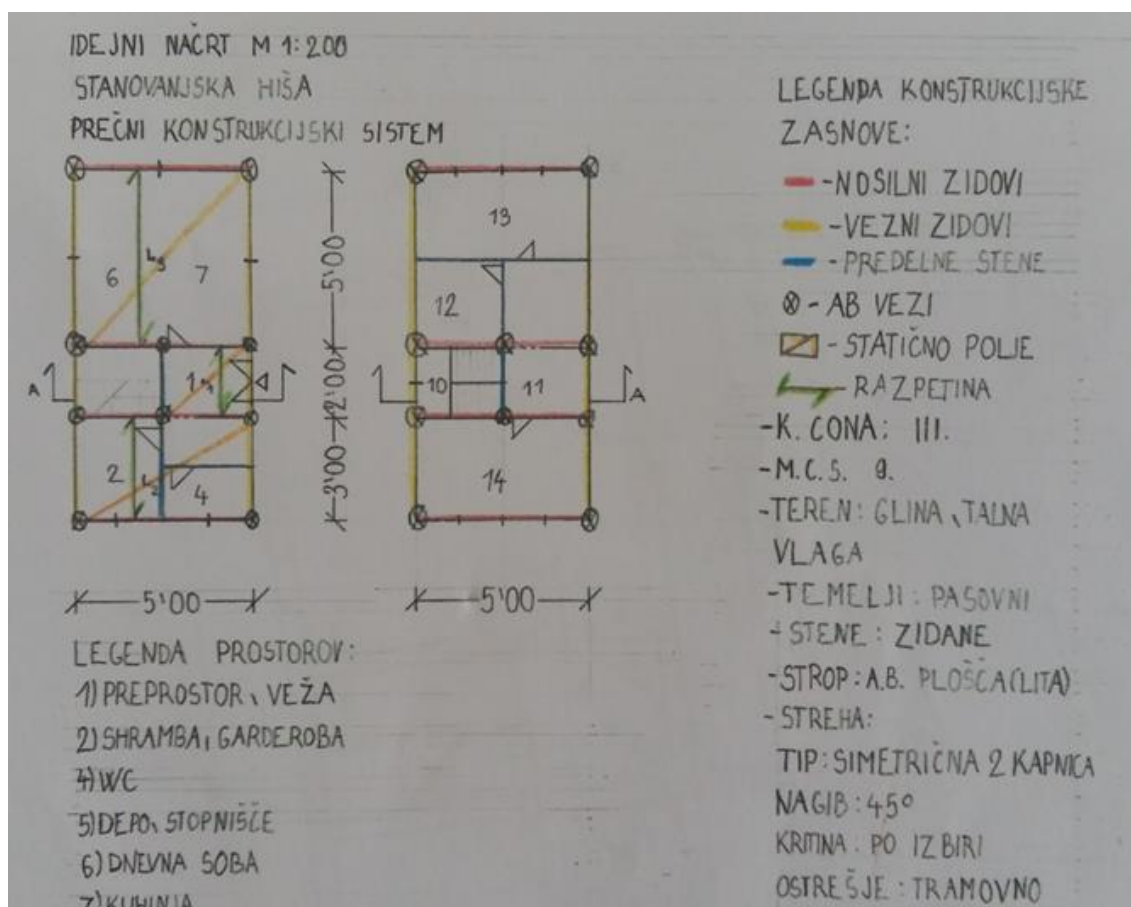 IDEJNI NAČRT M 1:200
STANOVANJSKA HIŠA
PREČNI KONSTRUKCIJSKI SISTEM
6
7
1
2
4
A
5'00
2'00
3'00
5'00
13
12
10
11
14
A
5'00
LEGENDA PROSTOROV:
1) PREPROSTOR, VEŽA
2) SHRAMBA, GARDEROBA
4) WC
5) DEPO, STOPNIŠČE
6) DNEVNA SOBA
7) KUHINJA
LEGENDA KONSTRUKCIJSKE
ZASNOVE:
- NOSILNI ZIDOVI
- VEZNI ZIDOVI
- PREDELNE STENE
- AB VEZI
- STATIČNO POLJE
- RAZPETINA
- K. CONA: III.
- M.C.S. 9.
- TEREN: GLINA, TALNA
VLAGA
- TEMELJI: PASOVNI
- STENE: ZIDANE
- STROP: A.B. PLOŠČA (LITA)
- STREHA:
TIP: SIMETRIČNA 2 KAPNICA
NAGIB: 45°
KRITINA: PO IZBIRI
OSTREŠJE: TRAMOVNO